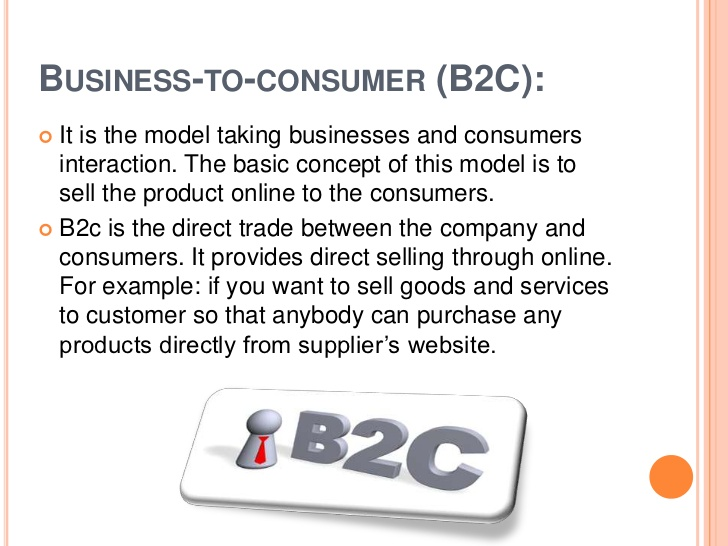 BUSINESS-TO-CONSUMER (B2C):
It is the model taking businesses and consumers
interaction. The basic concept of this model is to
sell the product online to the consumers.
B2c is the direct trade between the company and
consumers. It provides direct selling through online.
For example: if you want to sell goods and services
to customer so that anybody can purchase any
products directly from supplier’s website.
B2C